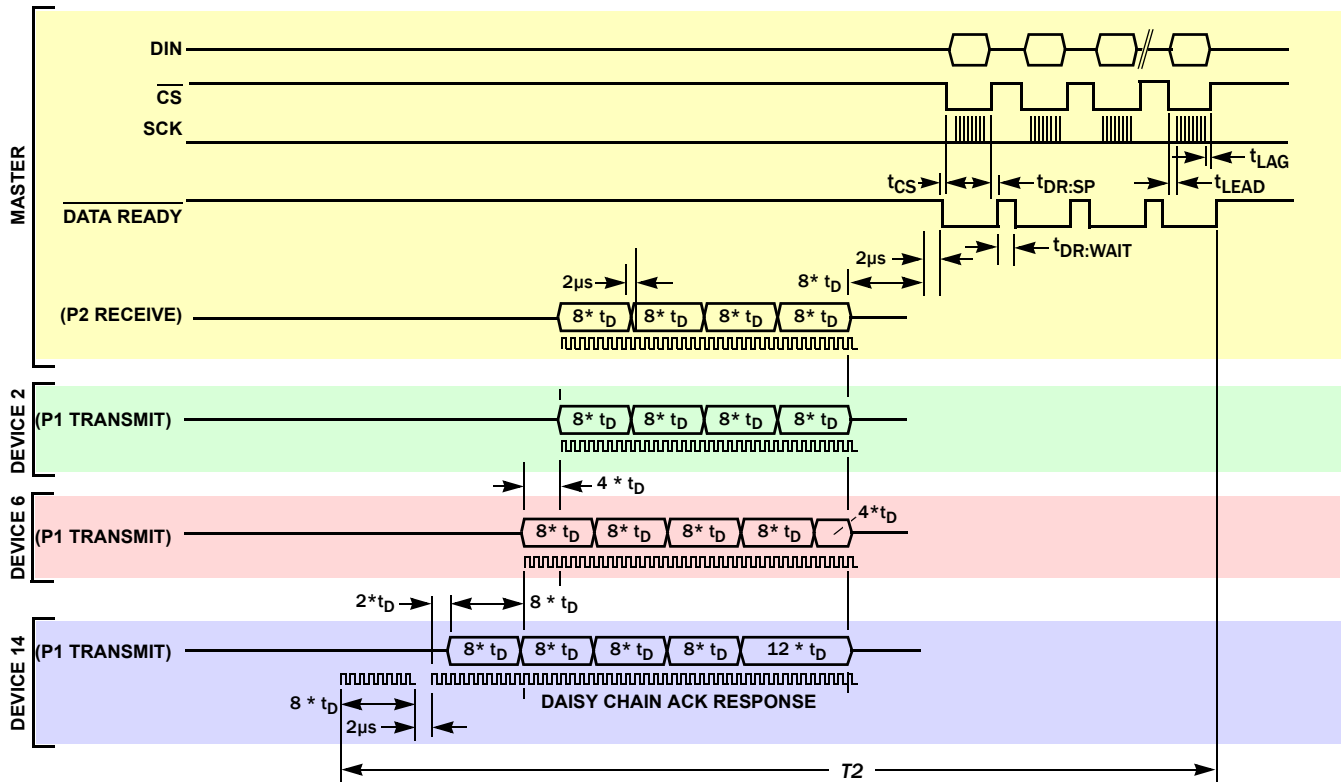 MASTER
DIN
CS
SCK
tLAG
tCS
tDR:SP
tLEAD
DATA READY
tDR:WAIT
2µs
8* tD
2µs
(P2 RECEIVE)
8* tD 8* tD 8* tD 8* tD
DEVICE 2
(P1 TRANSMIT)
8* tD 8* tD 8* tD 8* tD
4 * tD
DEVICE 6
(P1 TRANSMIT)
8* tD 8* tD 8* tD 8* tD
4*tD
2*tD
8 * tD
DEVICE 14
(P1 TRANSMIT)
8* tD 8* tD 8* tD 8* tD 12 * tD
DAISY CHAIN ACK RESPONSE
8 * tD
2µs
T2